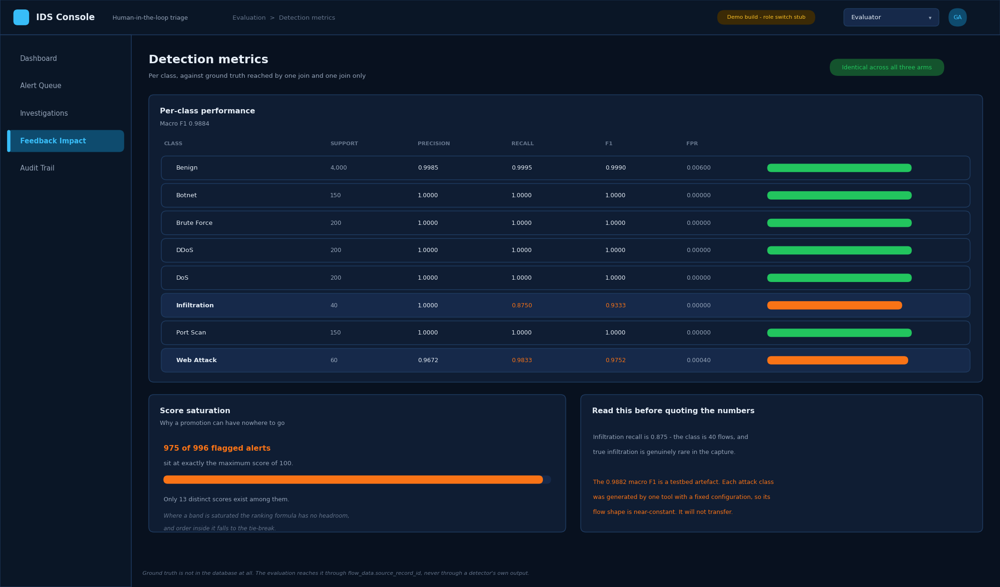 IDS Console
Human-in-the-loop triage
Evaluation > Detection metrics
Demo build - role switch stub
Evaluator ▾
GA
Dashboard
Alert Queue
Investigations
Feedback Impact
Audit Trail
Detection metrics
Per class, against ground truth reached by one join and one join only
Identical across all three arms
Per-class performance
Macro F1 0.9884
CLASS SUPPORT PRECISION RECALL F1 FPR
Benign 4,000 0.9985 0.9995 0.9990 0.00600
Botnet 150 1.0000 1.0000 1.0000 0.00000
Brute Force 200 1.0000 1.0000 1.0000 0.00000
DDoS 200 1.0000 1.0000 1.0000 0.00000
DoS 200 1.0000 1.0000 1.0000 0.00000
Infiltration 40 1.0000 0.8750 0.9333 0.00000
Port Scan 150 1.0000 1.0000 1.0000 0.00000
Web Attack 60 0.9672 0.9833 0.9752 0.00040
Score saturation
Why a promotion can have nowhere to go
975 of 996 flagged alerts
sit at exactly the maximum score of 100.
Only 13 distinct scores exist among them.
Where a band is saturated the ranking formula has no headroom,
and order inside it falls to the tie-break.
Read this before quoting the numbers
Infiltration recall is 0.875 - the class is 40 flows, and
true infiltration is genuinely rare in the capture.
The 0.9882 macro F1 is a testbed artefact. Each attack class
was generated by one tool with a fixed configuration, so its
flow shape is near-constant. It will not transfer.
Ground truth is not in the database at all. The evaluation reaches it through flow_data.source_record_id, never through a detector's own output.